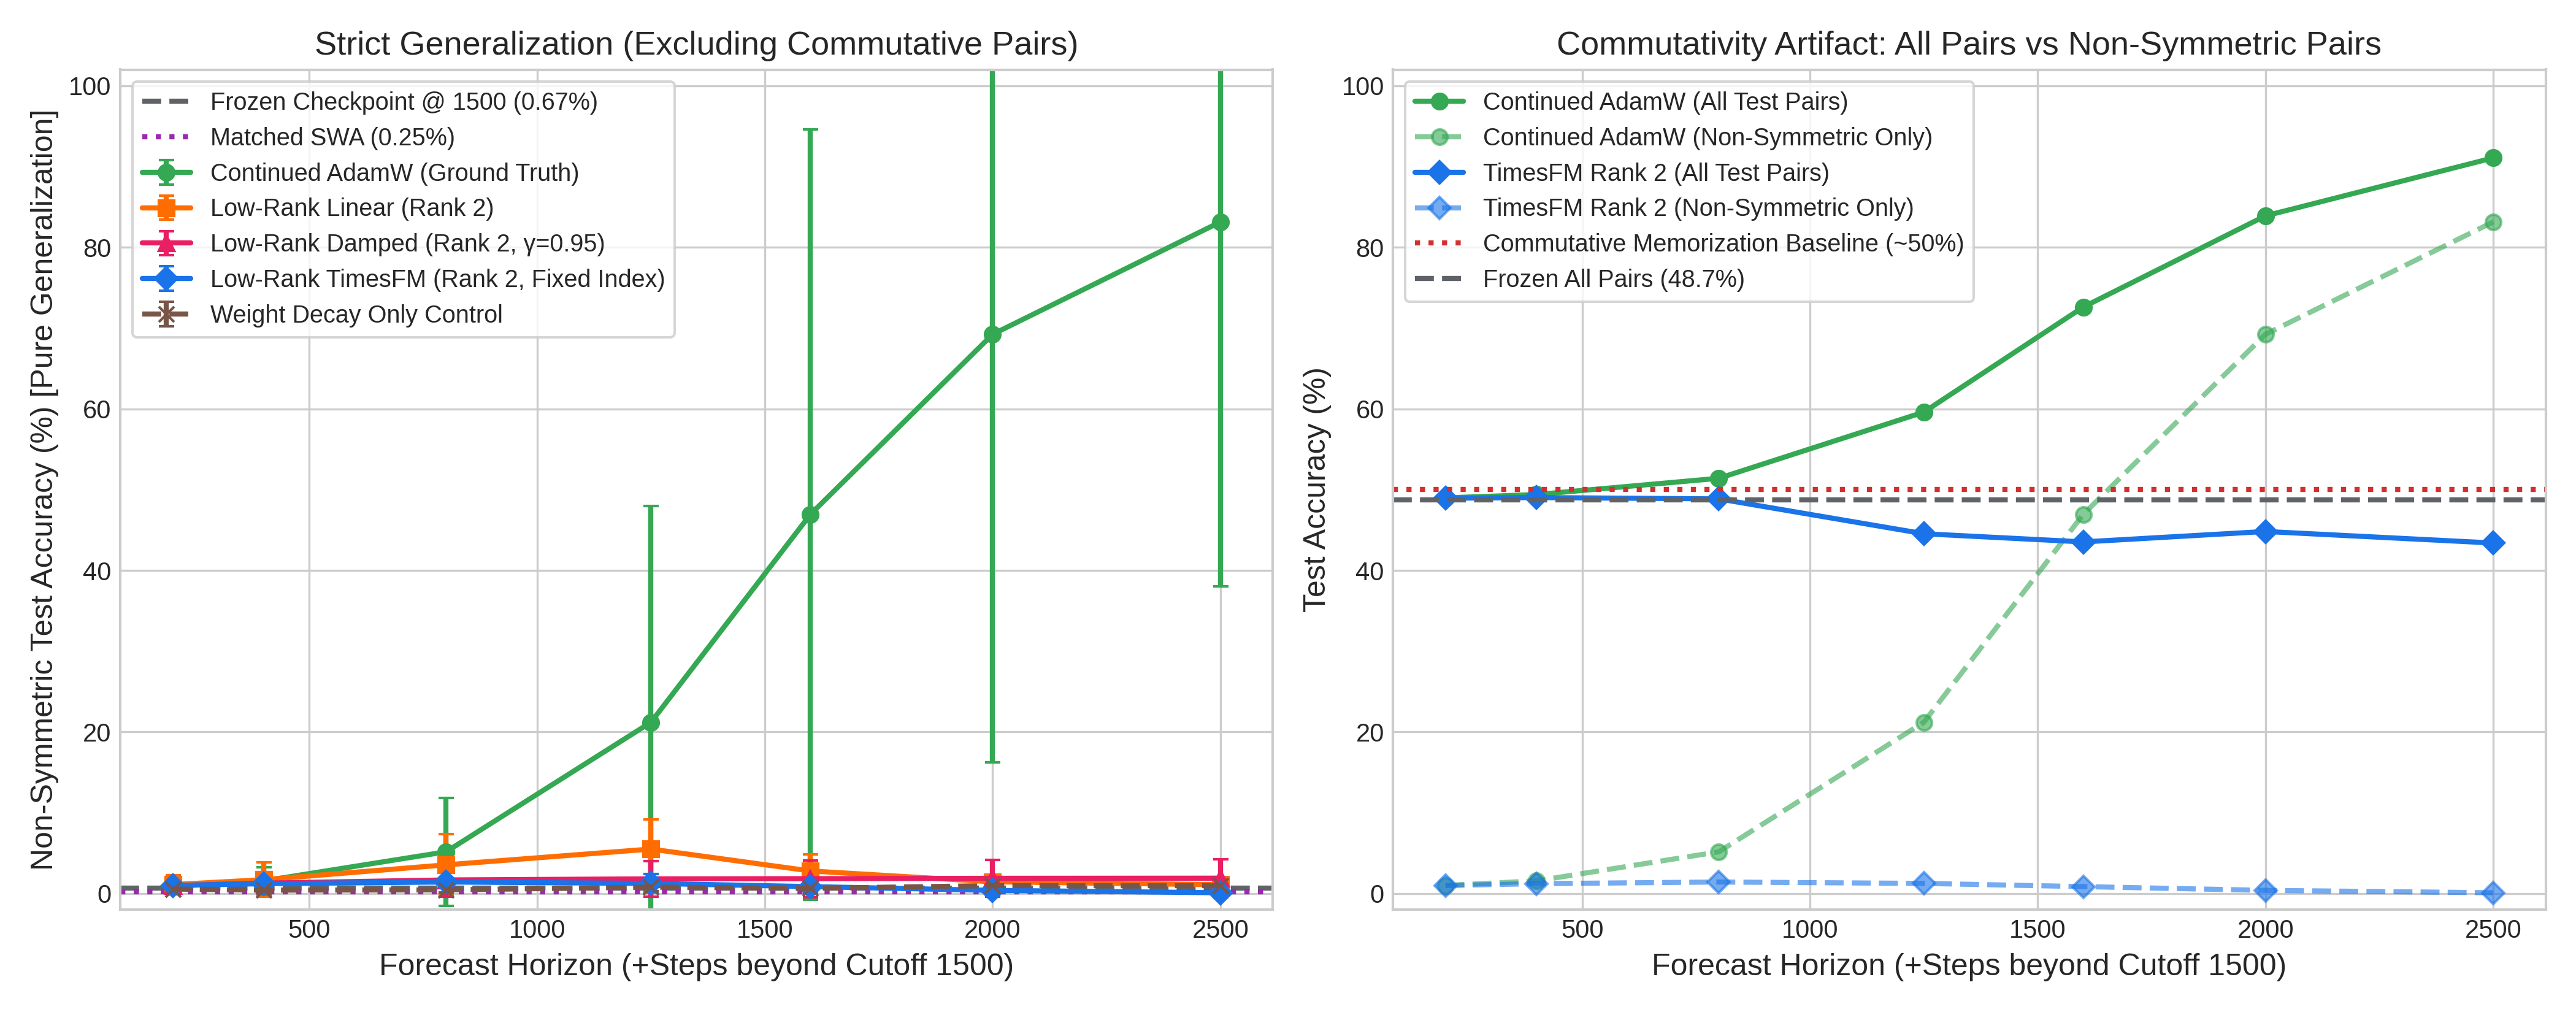 Strict Generalization (Excluding Commutative Pairs)
Non-Symmetric Test Accuracy (%) [Pure Generalization]
100
80
60
40
20
0
Frozen Checkpoint @ 1500 (0.67%)
Matched SWA (0.25%)
Continued AdamW (Ground Truth)
Low-Rank Linear (Rank 2)
Low-Rank Damped (Rank 2, γ=0.95)
Low-Rank TimesFM (Rank 2, Fixed Index)
Weight Decay Only Control
500 1000 1500 2000 2500
Forecast Horizon (+Steps beyond Cutoff 1500)
Commutativity Artifact: All Pairs vs Non-Symmetric Pairs
Test Accuracy (%)
100
80
60
40
20
0
Continued AdamW (All Test Pairs)
Continued AdamW (Non-Symmetric Only)
TimesFM Rank 2 (All Test Pairs)
TimesFM Rank 2 (Non-Symmetric Only)
Commutative Memorization Baseline (~50%)
Frozen All Pairs (48.7%)
500 1000 1500 2000 2500
Forecast Horizon (+Steps beyond Cutoff 1500)